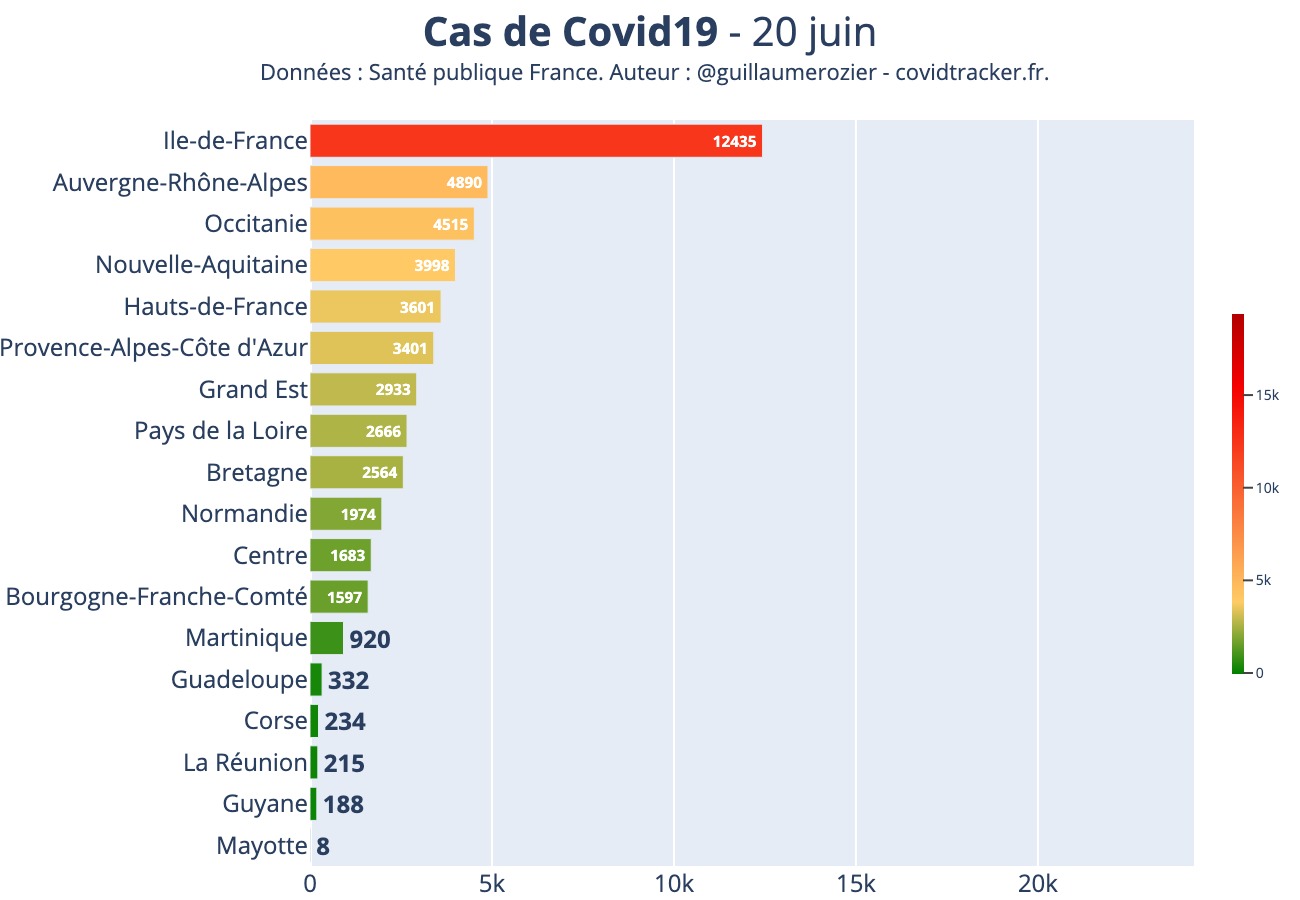 Cas de Covid19 - 20 juin
Données : Santé publique France. Auteur : @guillaumerozier - covidtracker.fr.
Ile-de-France 12435
Auvergne-Rhône-Alpes 4890
Occitanie 4515
Nouvelle-Aquitaine 3998
Hauts-de-France 3601
Provence-Alpes-Côte d'Azur 3401
Grand Est 2933
Pays de la Loire 2666
Bretagne 2564
Normandie 1974
Centre 1683
Bourgogne-Franche-Comté 1597
Martinique 920
Guadeloupe 332
Corse 234
La Réunion 215
Guyane 188
Mayotte 8
0 5k 10k 15k 20k
15k
10k
5k
0